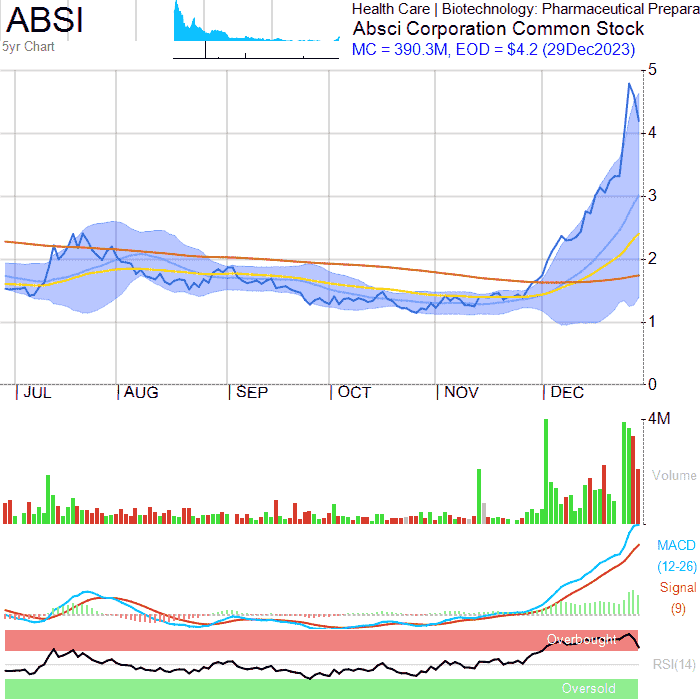 ABSI
5yr Chart
Health Care | Biotechnology: Pharmaceutical Prepara
Absci Corporation Common Stock
MC = 390.3M, EOD = $4.2 (29Dec2023)
5
4
3
2
1
0
JUL AUG SEP OCT NOV DEC
4M
Volume
MACD
(12-26)
Signal
(9)
Overbought
RSI(14)
Oversold